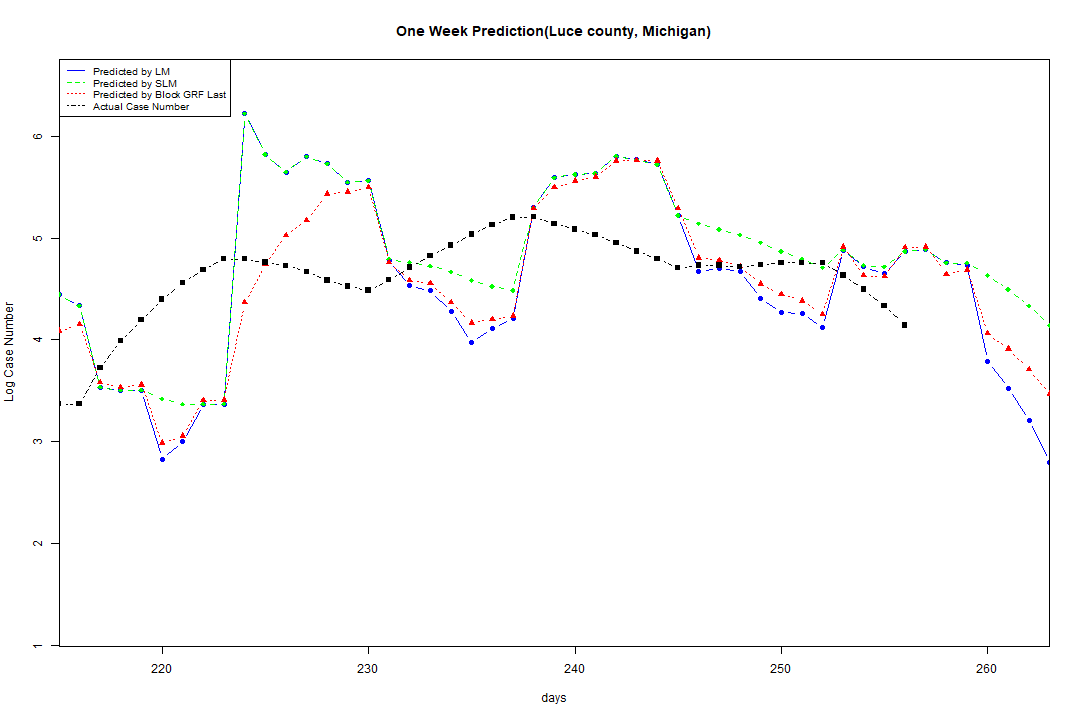 One Week Prediction(Luce county, Michigan)
Predicted by LM
Predicted by SLM
Predicted by Block GRF Last
Actual Case Number
6
5
4
3
2
1
Log Case Number
220 230 240 250 260
days